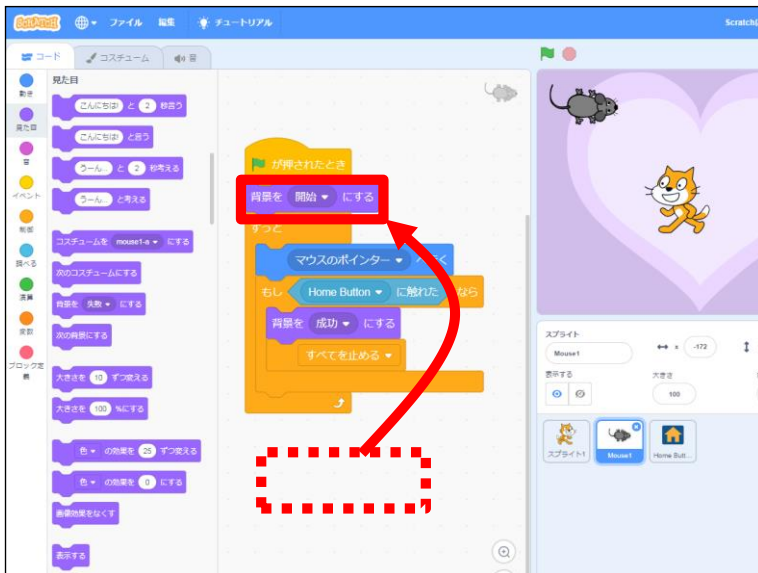 SCRATCH
ファイル
編集
チュートリアル
Scratch
コード
コスチューム
音
動き
見た目
音
イベント
制御
調べる
演算
変数
ブロック定義
見た目
こんにちは! と 2 秒言う
こんにちは! と言う
うーん... と 2 秒考える
うーん... と考える
コスチュームを mouse1-a にする
次のコスチュームにする
背景を 失敗 にする
次の背景にする
大きさを 10 ずつ変える
大きさを 100 %にする
色 の効果を 25 ずつ変える
色 の効果を 0 にする
画像効果をなくす
表示する
が押されたとき
背景を 開始 にする
ずっと
マウスのポインター へ行く
もし Home Button に触れた なら
背景を 成功 にする
すべてを止める
スプライト
Mouse1
x -172
表示する
大きさ
100
スプライト1
Mouse1
Home Butt...